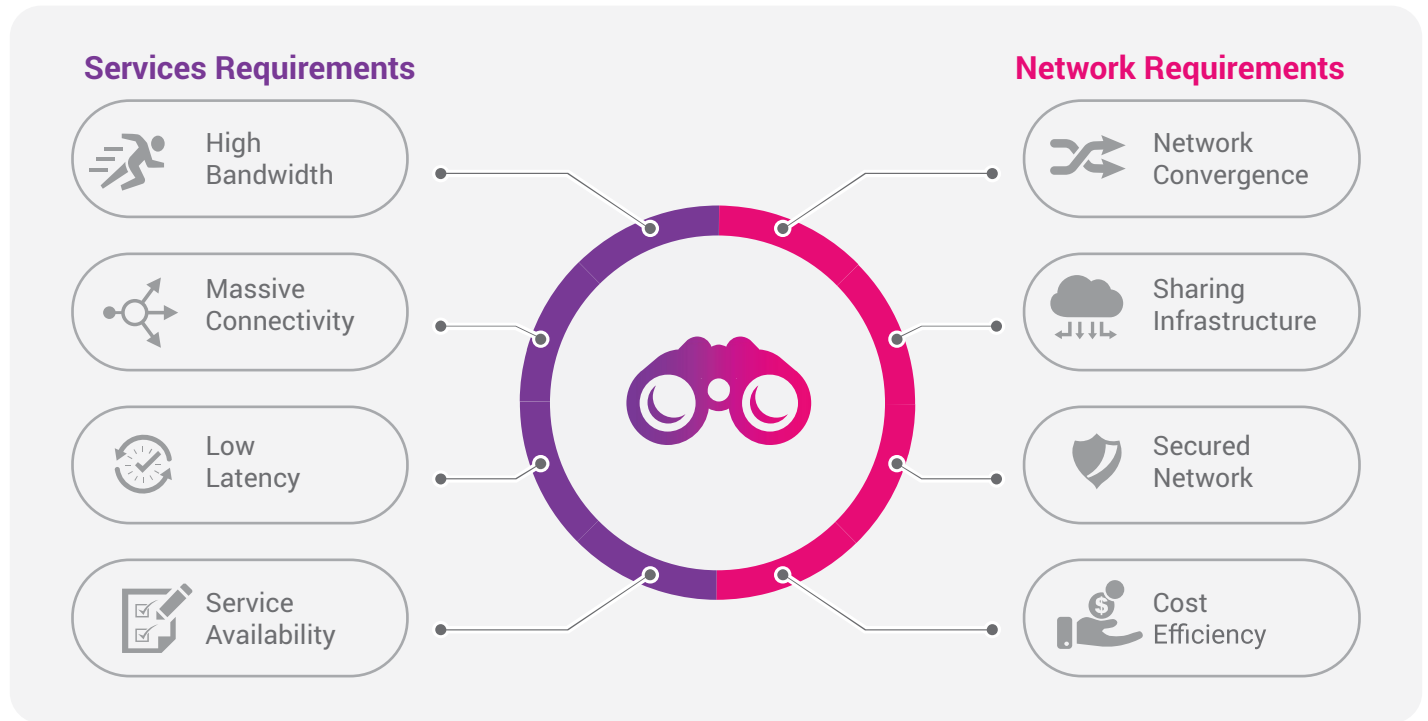 Services Requirements
High
Bandwidth
Massive
Connectivity
Low
Latency
Service
Availability
Network Requirements
Network
Convergence
Sharing
Infrastructure
Secured
Network
$
Cost
Efficiency